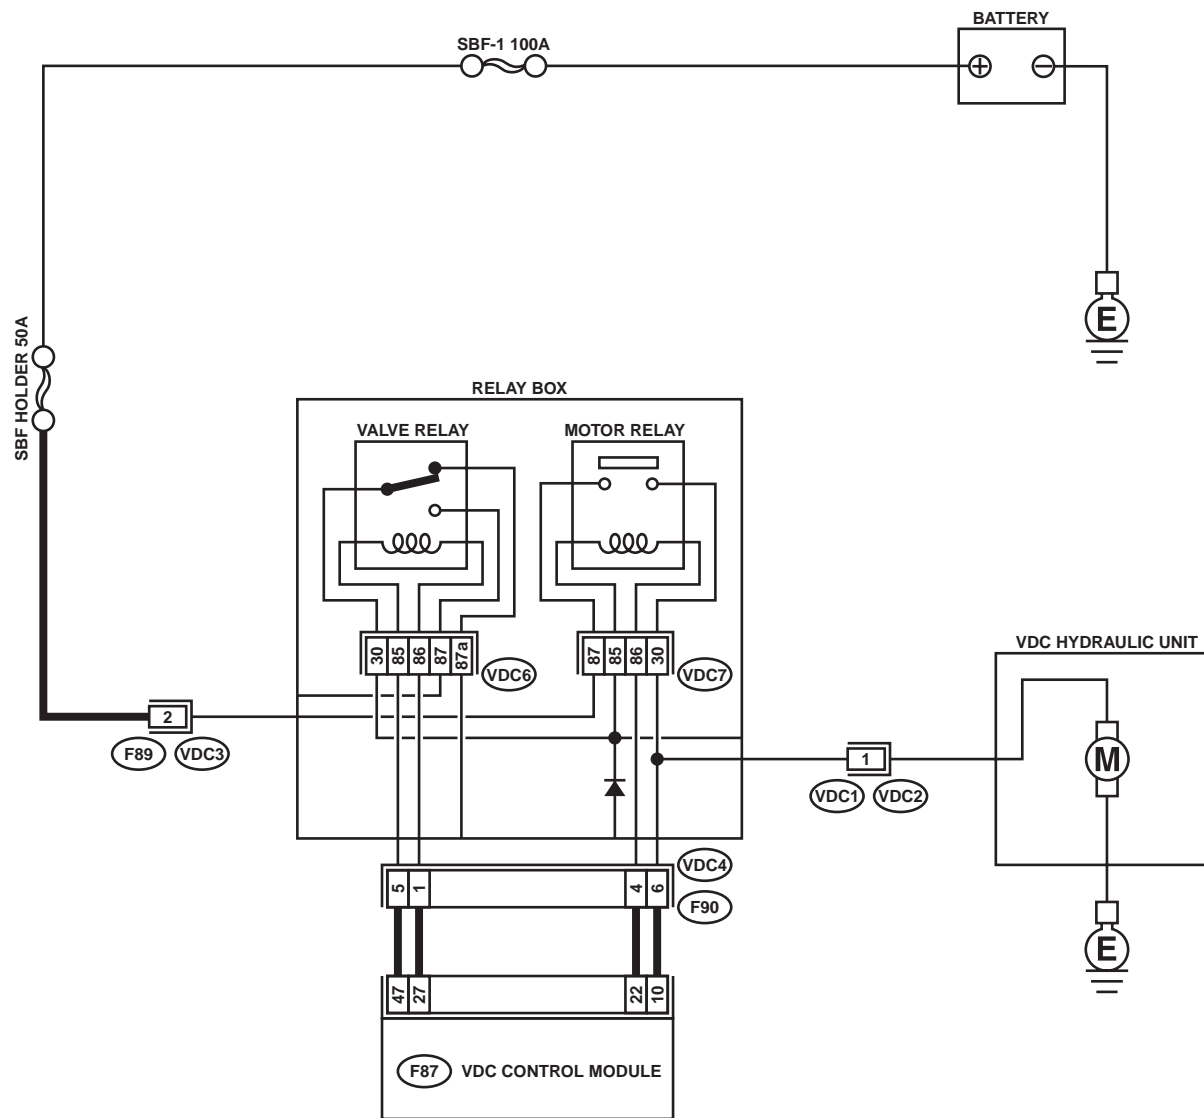 BATTERY
SBF-1 100A
+
−
E
SBF HOLDER 50A
RELAY BOX
VALVE RELAY
MOTOR RELAY
30 85 86 87 87a
VDC6
87 85 86 30
VDC7
VDC HYDRAULIC UNIT
2
F89 VDC3
1
VDC1 VDC2
M
VDC4
5 1 4 6
F90
E
47 27 22 10
F87 VDC CONTROL MODULE